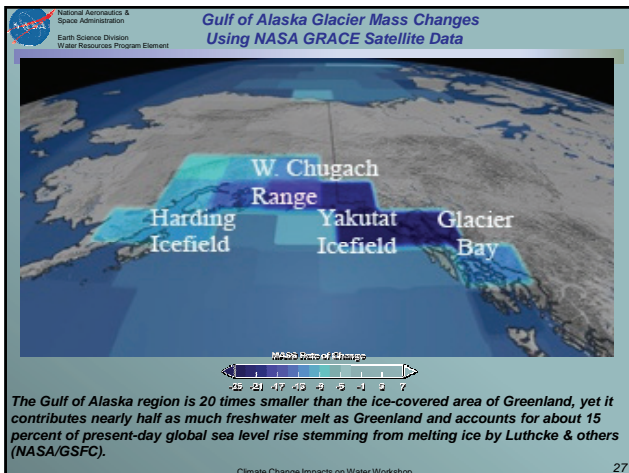 National Aeronautics &
Space Administration
Earth Science Division
Water Resources Program Element
NASA
Gulf of Alaska Glacier Mass Changes
Using NASA GRACE Satellite Data
W. Chugach
Range
Harding
Icefield
Yakutat
Icefield
Glacier
Bay
MASS Rate of Change
-25 -21 -17 -13 -9 -5 -1 3 7
The Gulf of Alaska region is 20 times smaller than the ice-covered area of Greenland, yet it
contributes nearly half as much freshwater melt as Greenland and accounts for about 15
percent of present-day global sea level rise stemming from melting ice by Luthcke & others
(NASA/GSFC).
Climate Change Impacts on Water Workshop
27